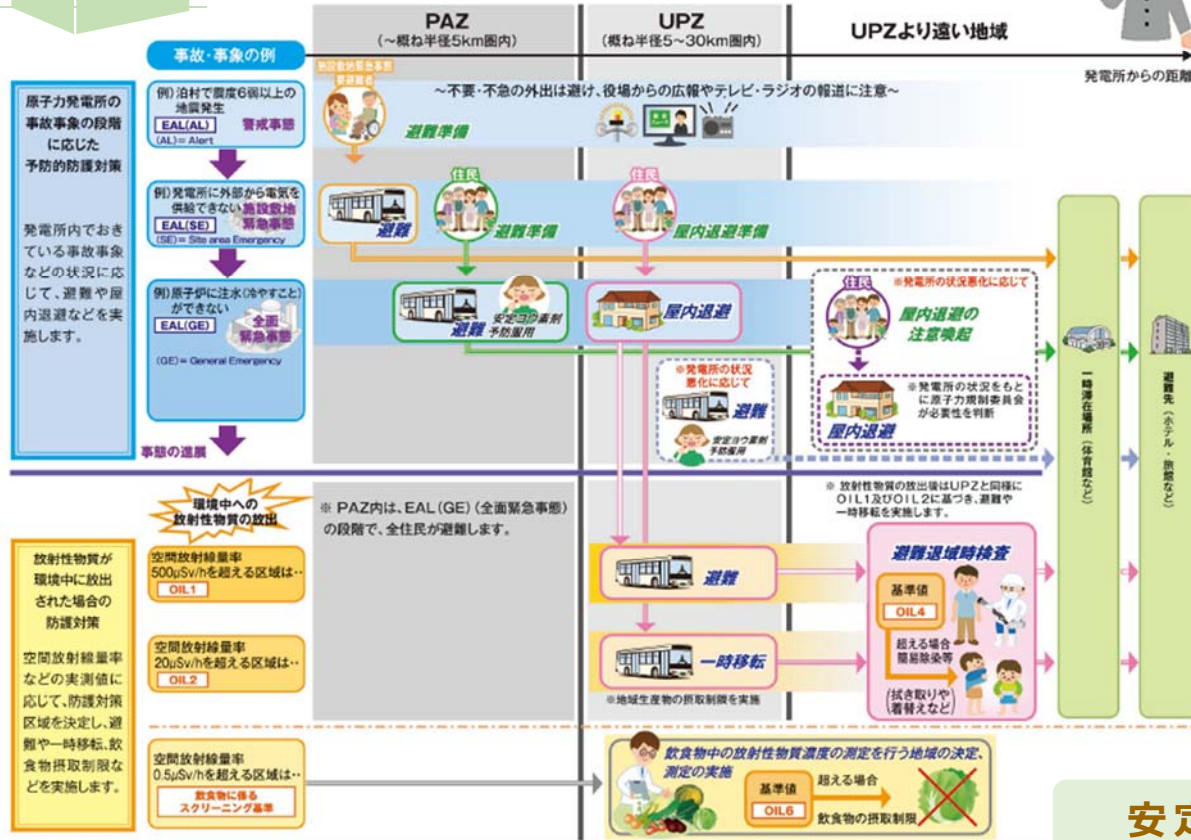 PAZ
(～概ね半径5km圏内)
UPZ
(概ね半径5～30km圏内)
UPZより遠い地域
発電所からの距離
事故・事象の例
原子力発電所の
事故事象の段階
に応じた
予防的防護対策
発電所内でおき
ている事故事象
などの状況に応
じて、避難や屋
内退避などを実
施します。
例)泊村で震度6弱以上の
地震発生
EAL(AL) 警戒事態
(AL)= Alert
施設敷地緊急事態
要避難者
避難準備
～不要・不急の外出は避け、役場からの広報やテレビ・ラジオの報道に注意～
例)発電所に外部から電気を
供給できない 施設敷地
EAL(SE) 緊急事態
(SE)= Site area Emergency
避難
住民
避難準備
住民
屋内退避準備
例)原子炉に注水(冷やすこと)
ができない
EAL(GE) 全面
緊急事態
(GE)= General Emergency
避難
安定ヨウ素剤
予防服用
屋内退避
※発電所の状況
悪化に応じて
避難
安定ヨウ素剤
予防服用
住民
※発電所の状況悪化に応じて
屋内退避の
注意喚起
屋内退避
※発電所の状況をもと
に原子力規制委員会
が必要性を判断
一時滞在場所(体育館など)
避難先(ホテル・旅館など)
事態の進展
環境中への
放射性物質の放出
※ PAZ内は、EAL(GE)(全面緊急事態)
の段階で、全住民が避難します。
※ 放射性物質の放出後はUPZと同様に
OIL1及びOIL2に基づき、避難や
一時移転を実施します。
放射性物質が
環境中に放出
された場合の
防護対策
空間放射線量率
などの実測値に
応じて、防護対策
区域を決定し、避
難や一時移転、飲
食物摂取制限な
どを実施します。
空間放射線量率
500μSv/hを超える区域は‥
OIL1
避難
空間放射線量率
20μSv/hを超える区域は‥
OIL2
一時移転
※地域生産物の摂取制限を実施
避難退域時検査
基準値
OIL4
超える場合
簡易除染等
(拭き取りや
着替えなど)
空間放射線量率
0.5μSv/hを超える区域は‥
飲食物に係る
スクリーニング基準
飲食物中の放射性物質濃度の測定を行う地域の決定、
測定の実施
基準値
OIL6
超える場合
飲食物の摂取制限
安定